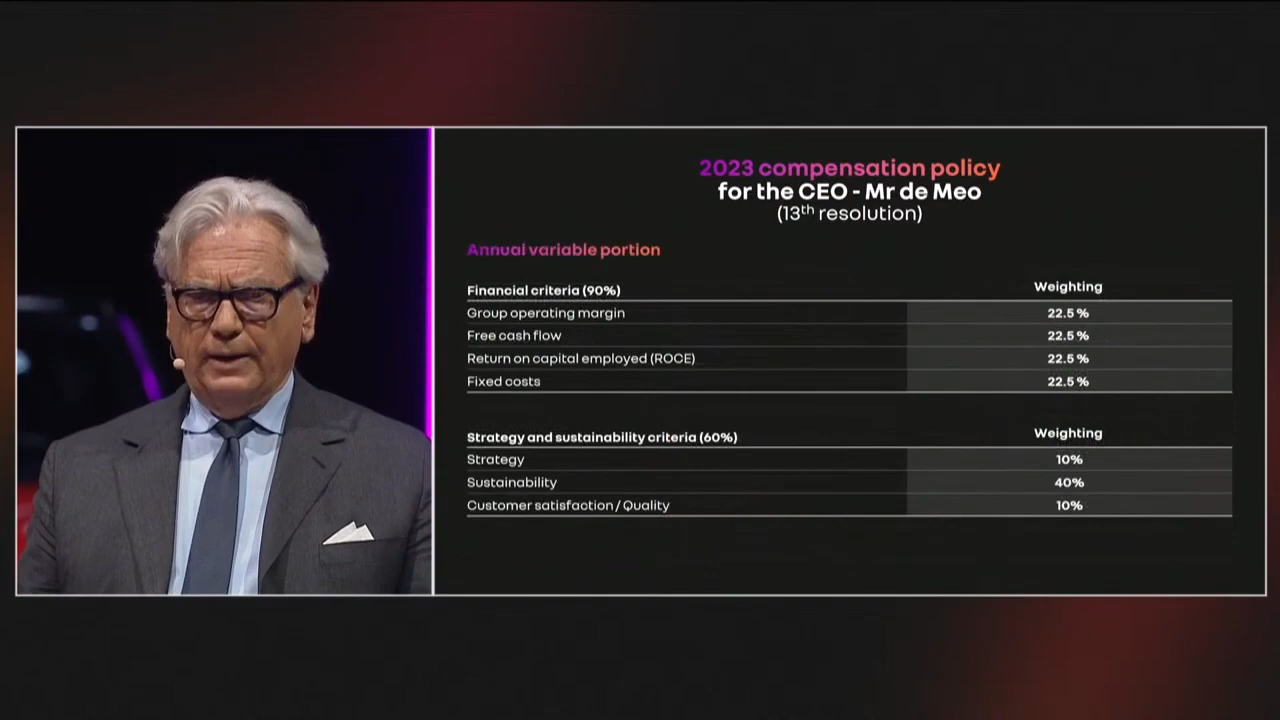 2023 compensation policy
for the CEO - Mr de Meo
(13th resolution)
Annual variable portion
Financial criteria (90%) Weighting
Group operating margin 22.5 %
Free cash flow 22.5 %
Return on capital employed (ROCE) 22.5 %
Fixed costs 22.5 %
Strategy and sustainability criteria (60%) Weighting
Strategy 10%
Sustainability 40%
Customer satisfaction / Quality 10%